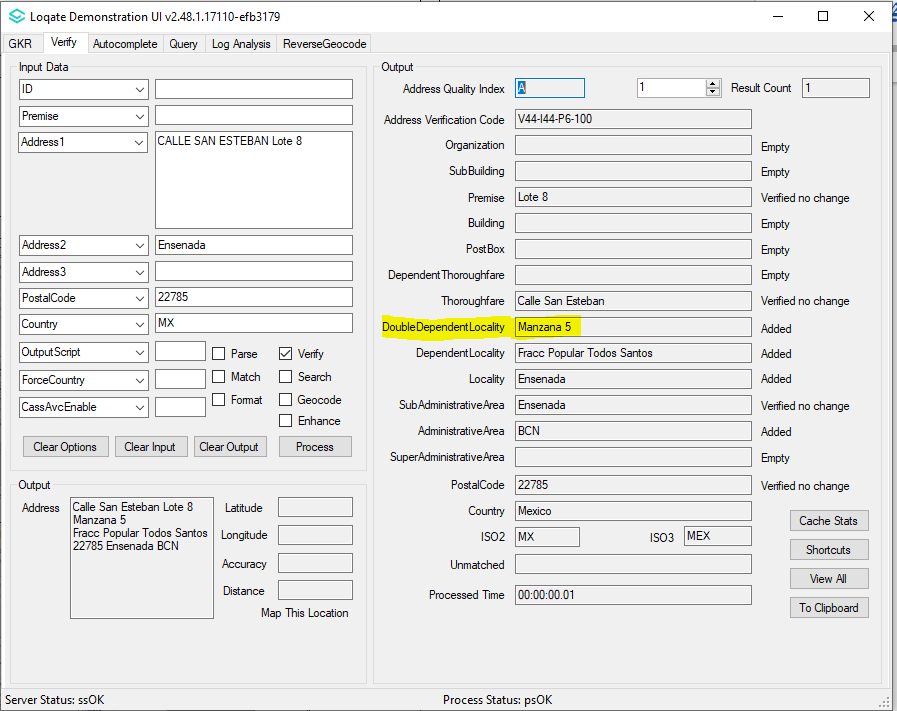 Loqate Demonstration UI v2.48.1.17110-efb3179
GKR Verify Autocomplete Query Log Analysis ReverseGeocode
Input Data
ID
Premise
Address1 CALLE SAN ESTEBAN Lote 8
Address2 Ensenada
Address3
PostalCode 22785
Country MX
OutputScript Parse Verify
ForceCountry Match Search
CassAvcEnable Format Geocode
Enhance
Clear Options Clear Input Clear Output Process
Output
Address
Calle San Esteban Lote 8
Manzana 5
Fracc Popular Todos Santos
22785 Ensenada BCN
Latitude
Longitude
Accuracy
Distance
Map This Location
Output
Address Quality Index A 1 Result Count 1
Address Verification Code V44-I44-P6-100
Organization Empty
SubBuilding Empty
Premise Lote 8 Verified no change
Building Empty
PostBox Empty
DependentThoroughfare Empty
Thoroughfare Calle San Esteban Verified no change
DoubleDependentLocality Manzana 5 Added
DependentLocality Fracc Popular Todos Santos Added
Locality Ensenada Added
SubAdministrativeArea Ensenada Verified no change
AdministrativeArea BCN Added
SuperAdministrativeArea Empty
PostalCode 22785 Verified no change
Country Mexico
ISO2 MX ISO3 MEX
Unmatched
Processed Time 00:00:00.01
Cache Stats
Shortcuts
View All
To Clipboard
Server Status: ssOK Process Status: psOK